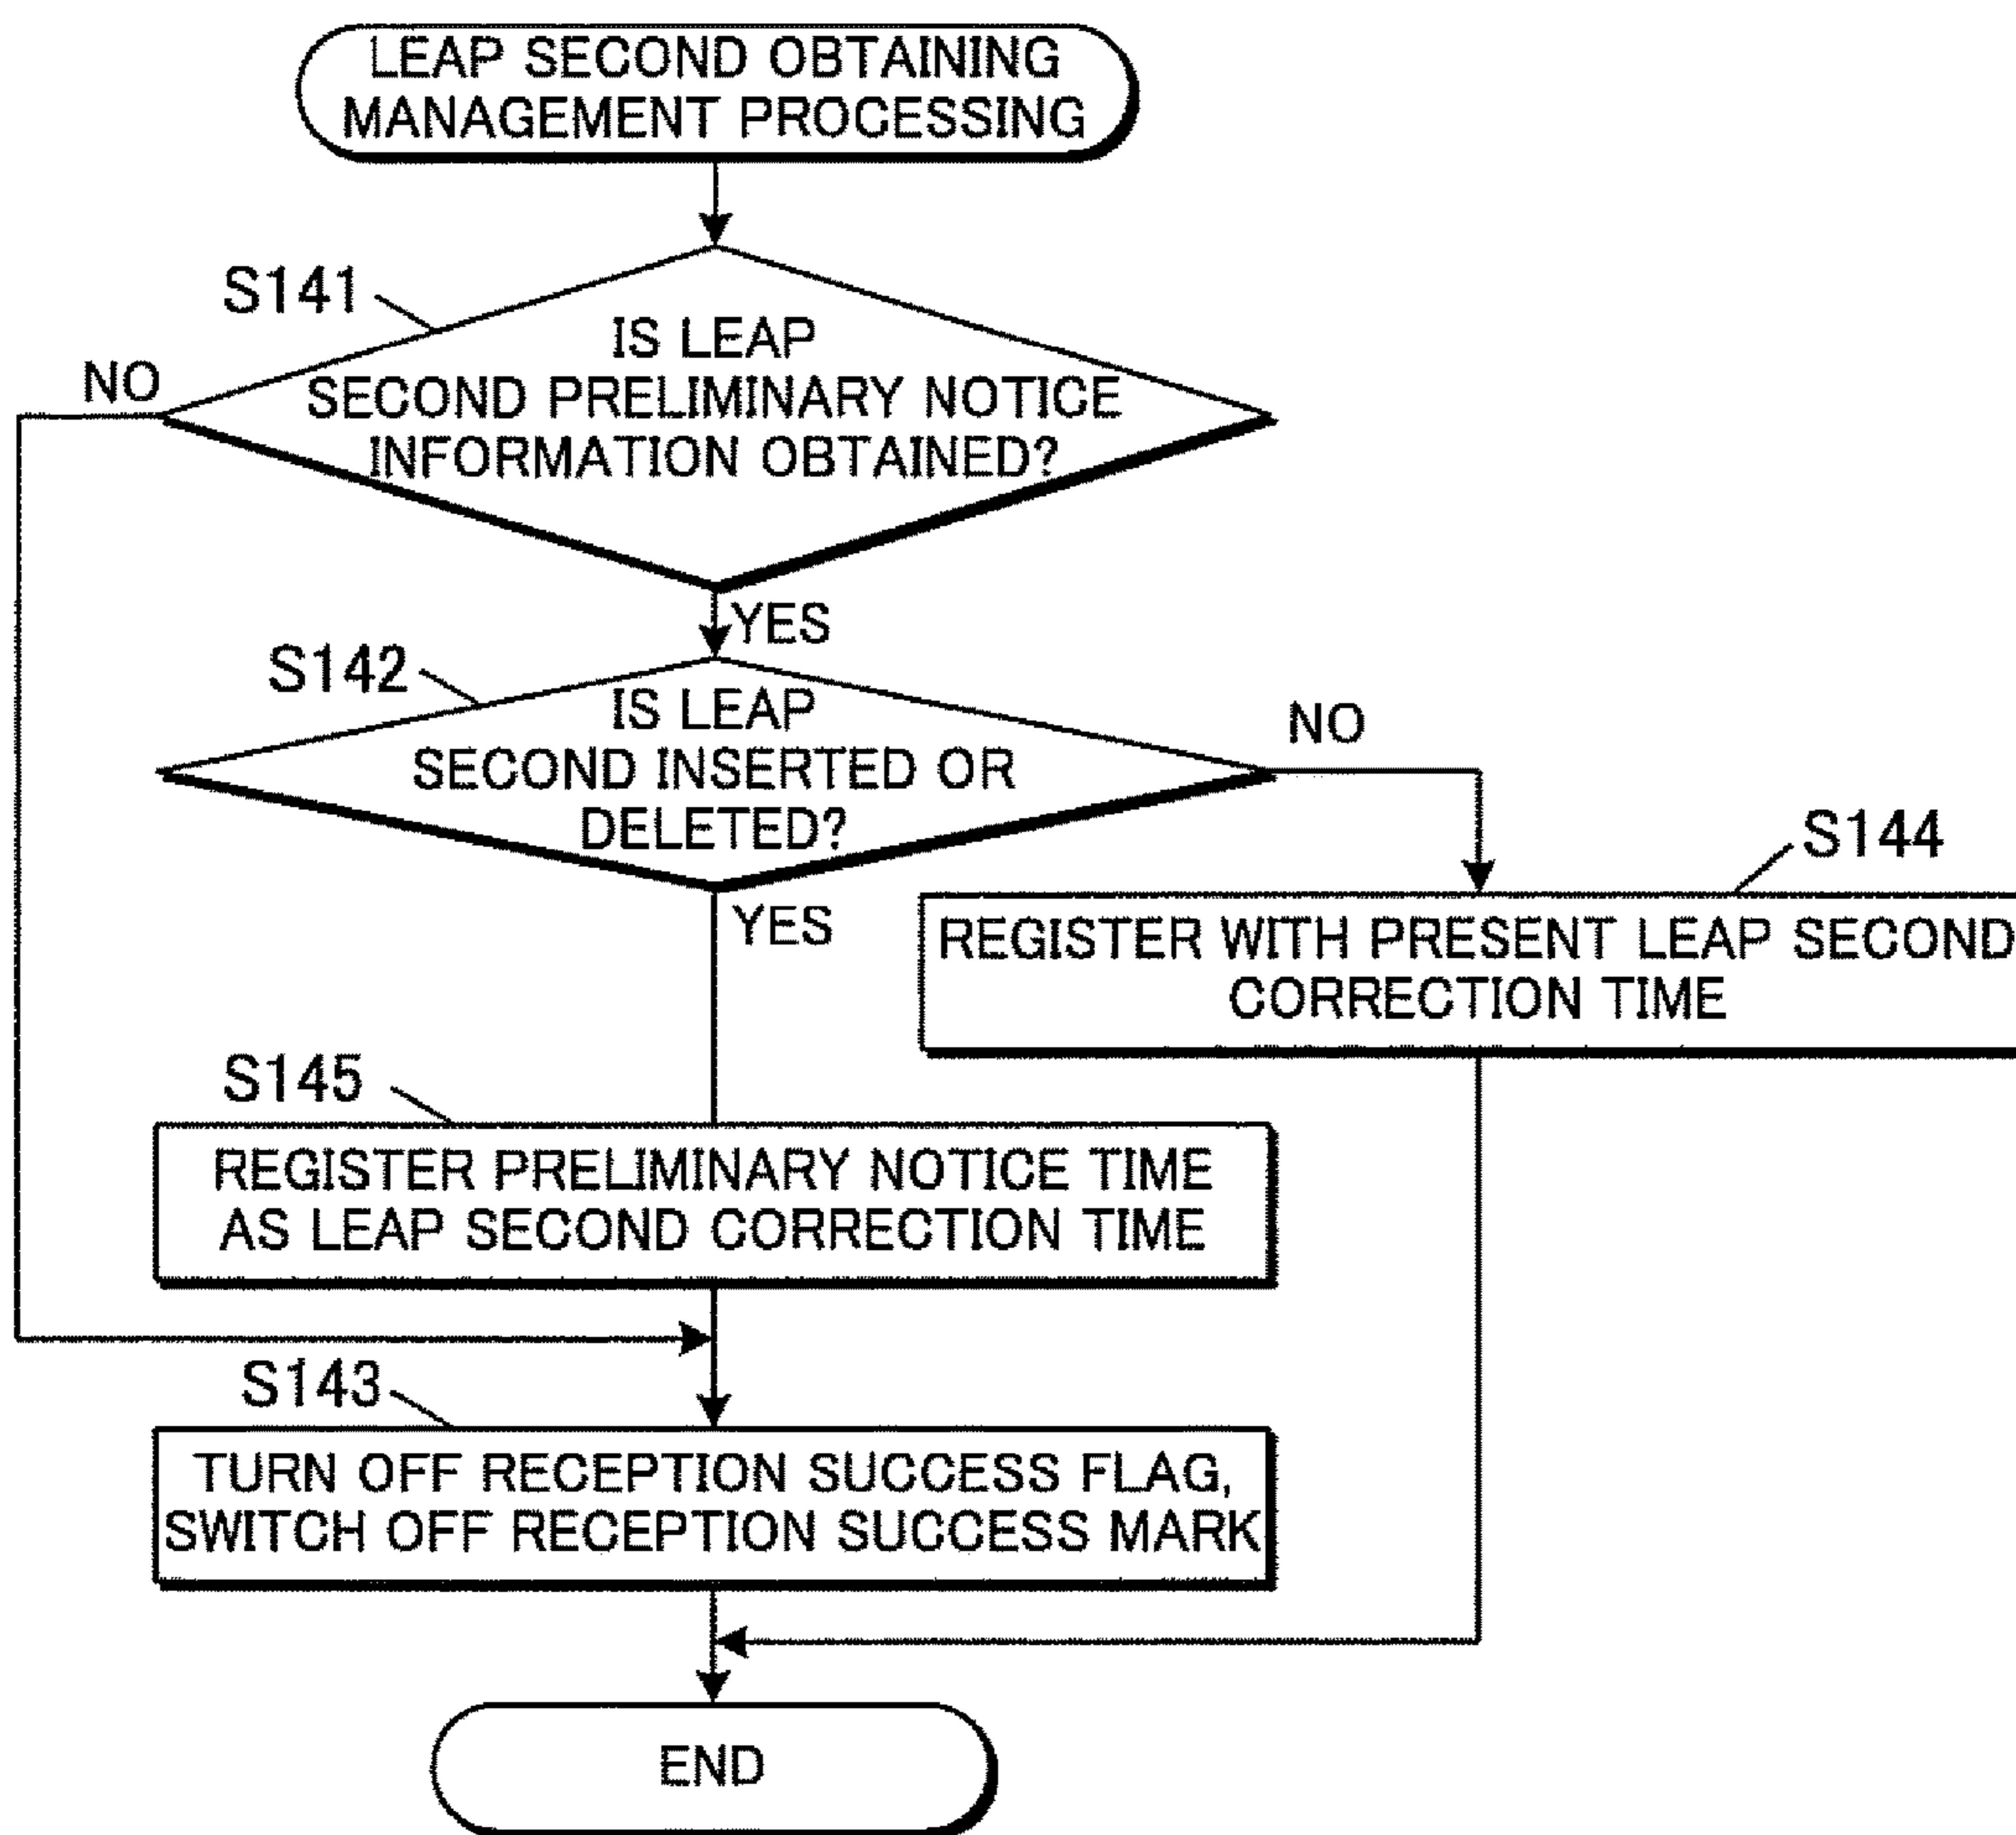 LEAP SECOND OBTAINING
MANAGEMENT PROCESSING
S141
IS LEAP
SECOND PRELIMINARY NOTICE
INFORMATION OBTAINED?
NO
YES
S142
IS LEAP
SECOND INSERTED OR
DELETED?
NO
YES
S144
REGISTER WITH PRESENT LEAP SECOND
CORRECTION TIME
S145
REGISTER PRELIMINARY NOTICE TIME
AS LEAP SECOND CORRECTION TIME
S143
TURN OFF RECEPTION SUCCESS FLAG,
SWITCH OFF RECEPTION SUCCESS MARK
END